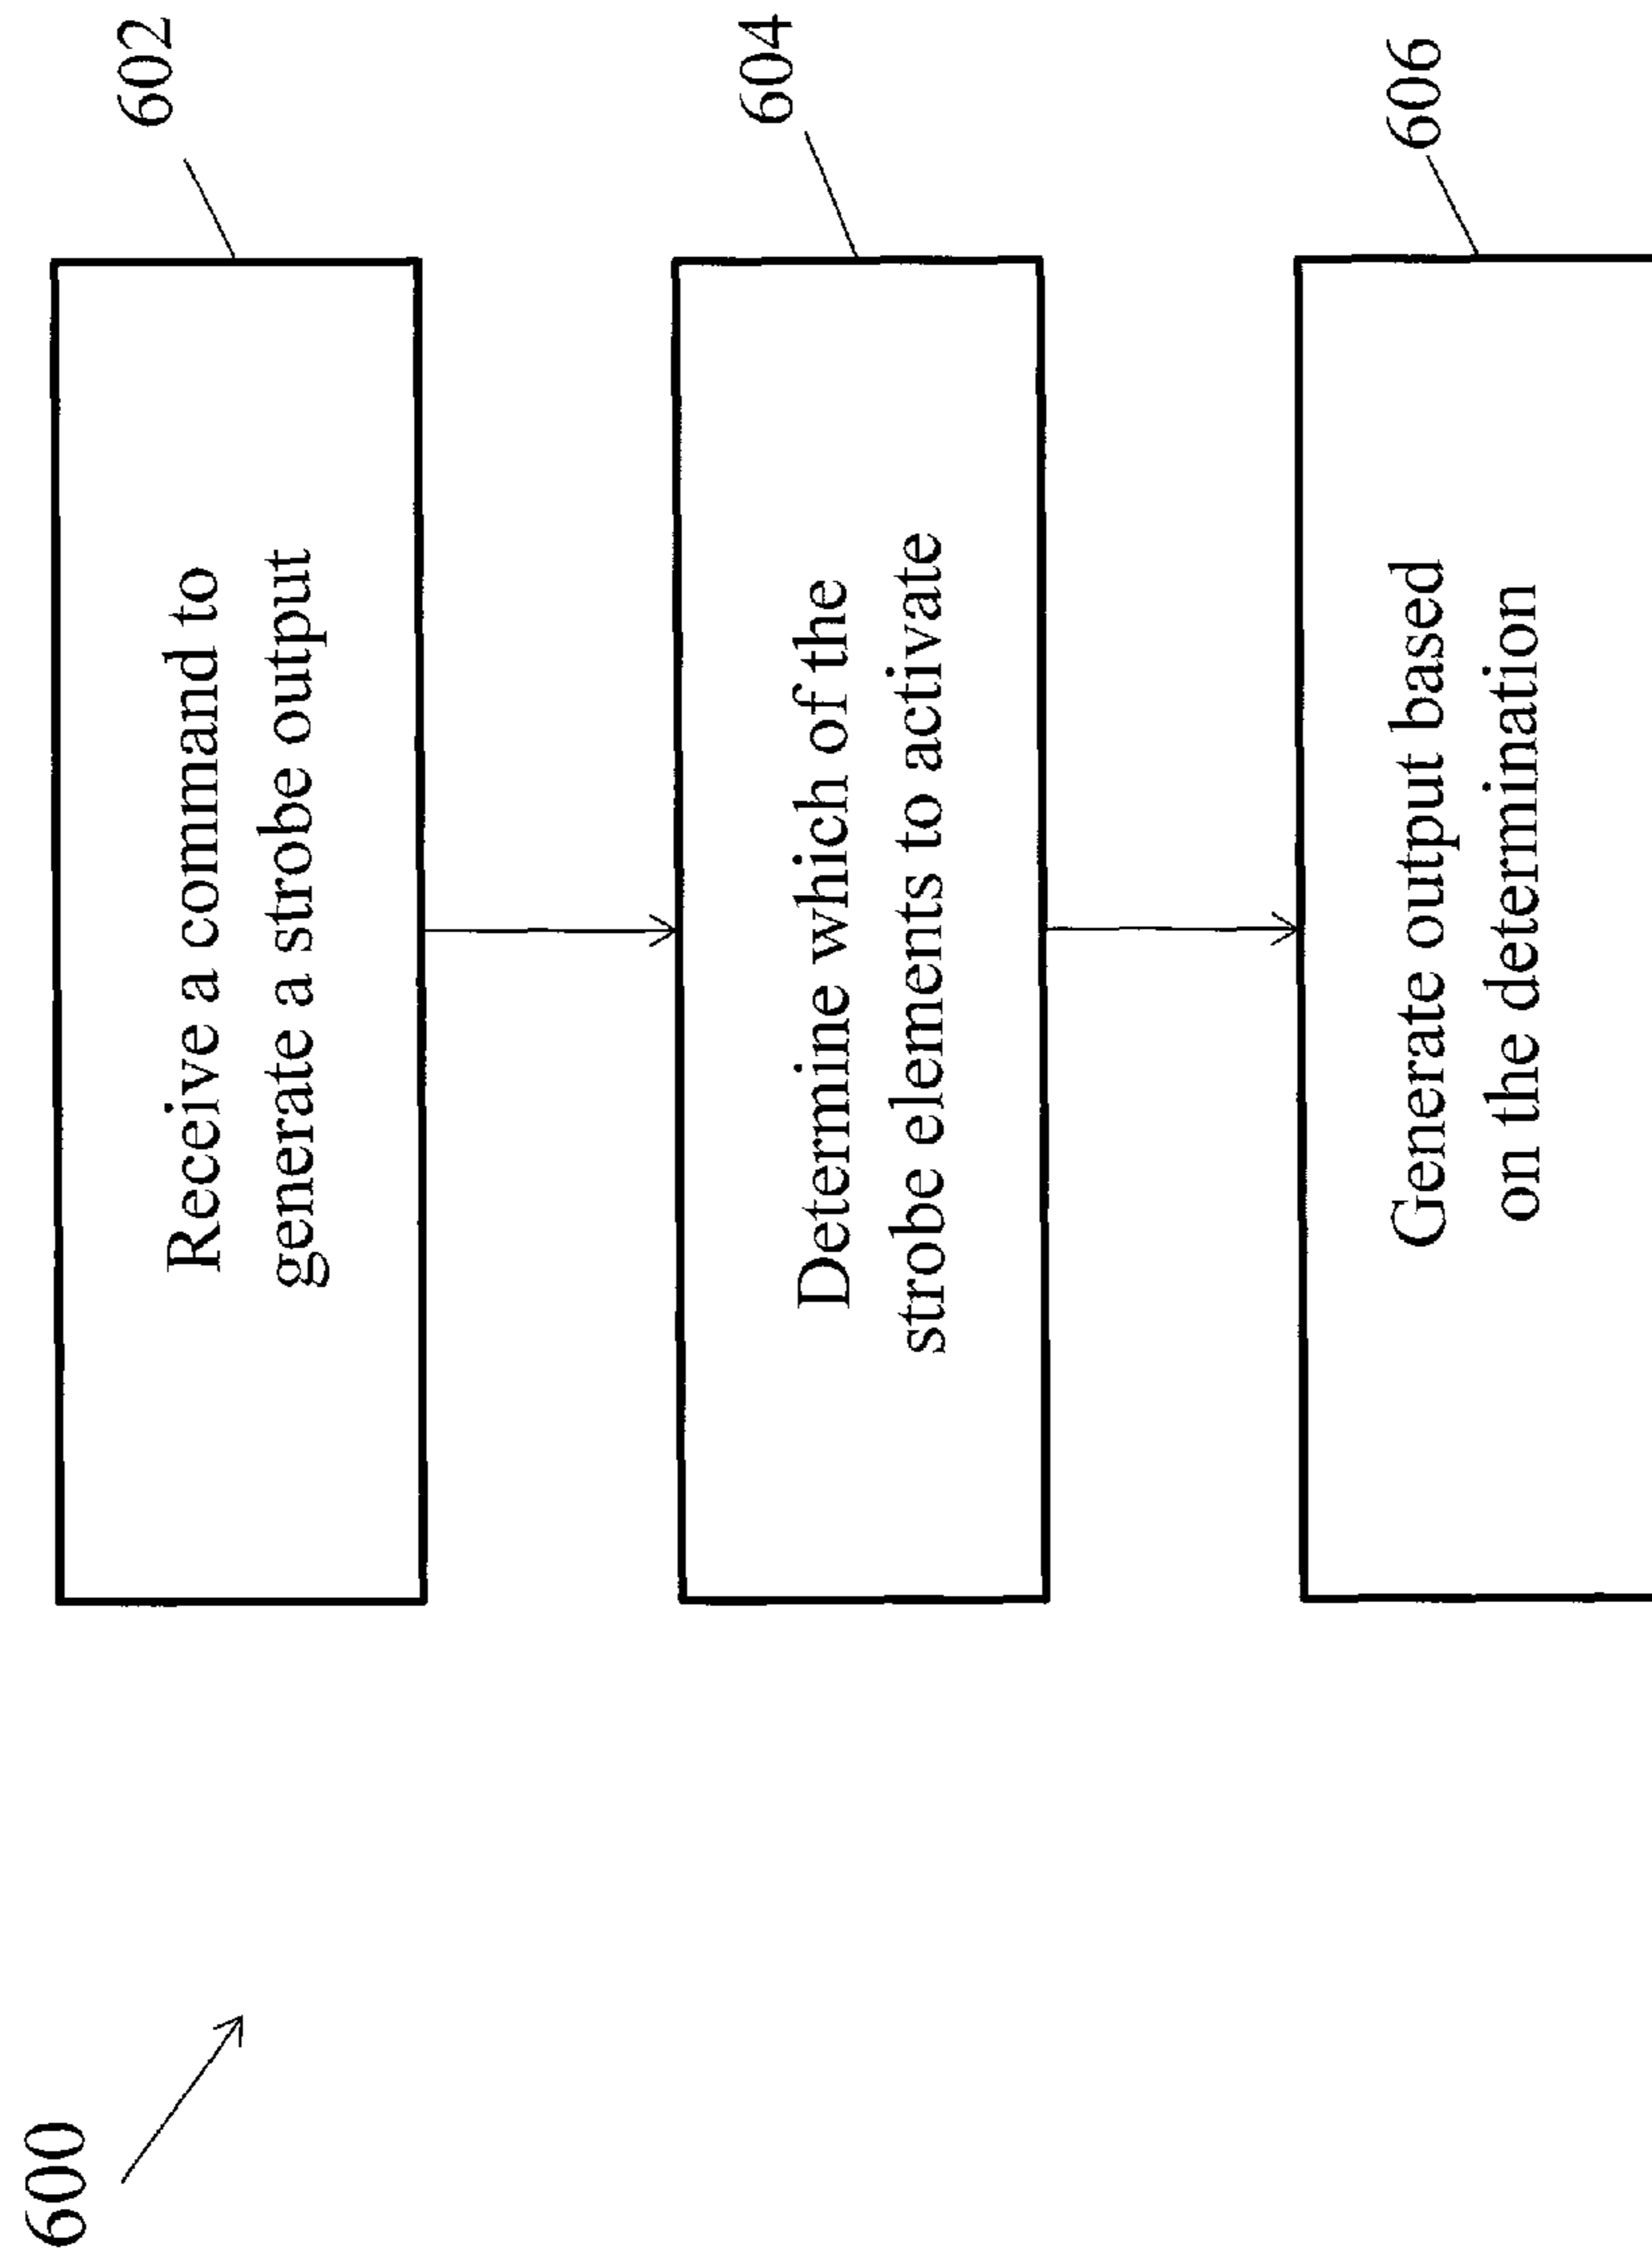 600
602
Receive a command to
generate a strobe output
604
Determine which of the
strobe elements to activate
606
Generate output based
on the determination